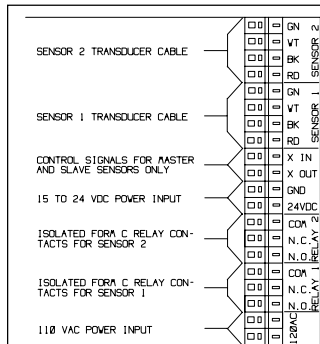 SENSOR 2 TRANSDUCER CABLE
GN
WT
BK
RD
SENSOR 2
SENSOR 1 TRANSDUCER CABLE
GN
WT
BK
RD
SENSOR 1
CONTROL SIGNALS FOR MASTER
AND SLAVE SENSORS ONLY
X IN
X OUT
15 TO 24 VDC POWER INPUT
GND
24VDC
ISOLATED FORM C RELAY CON-
TACTS FOR SENSOR 2
COM
N.C.
N.O.
RELAY 2
ISOLATED FORM C RELAY CON-
TACTS FOR SENSOR 1
COM
N.C.
N.O.
RELAY 1
110 VAC POWER INPUT
120AC